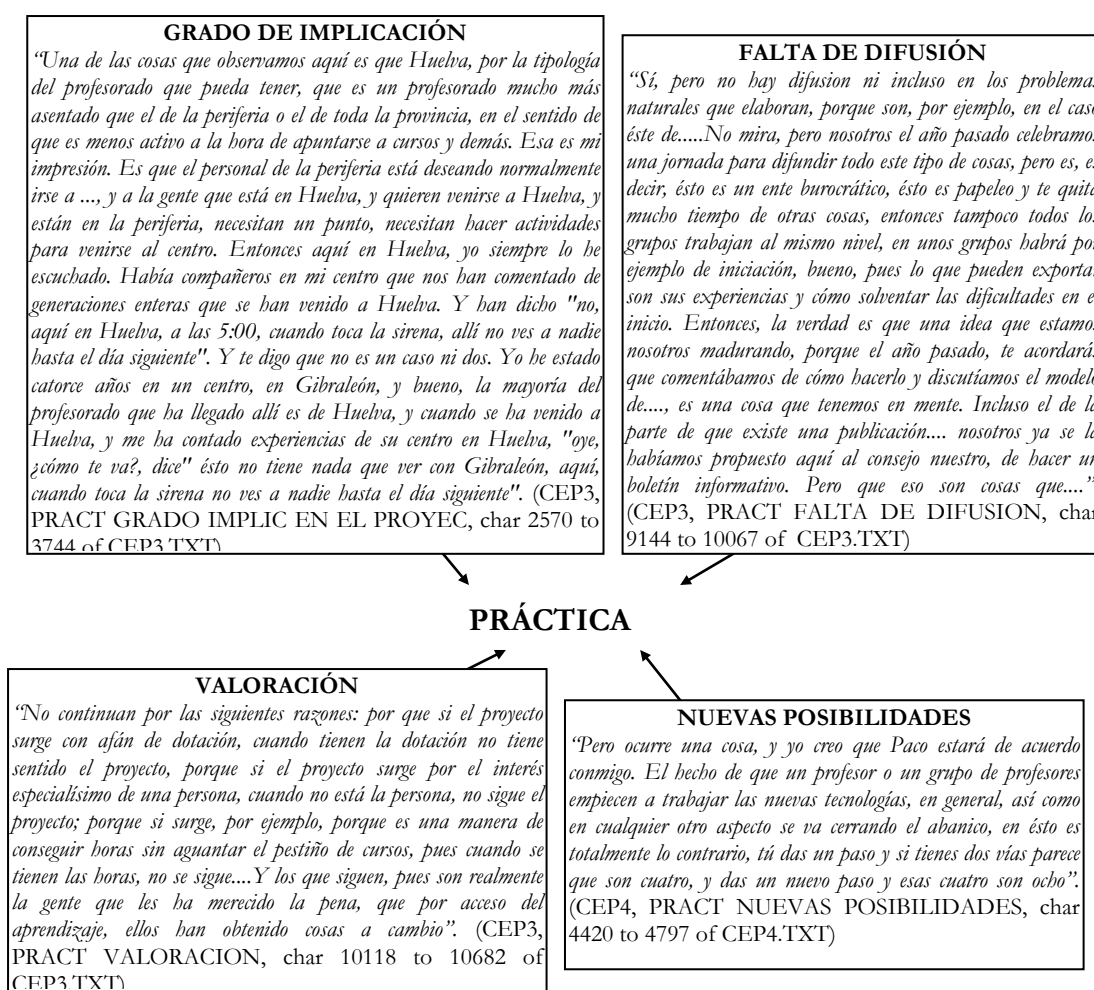 GRADO DE IMPLICACIÓN
“Una de las cosas que observamos aquí es que Huelva, por la tipología
del profesorado que pueda tener, que es un profesorado mucho más
asentado que el de la periferia o el de toda la provincia, en el sentido de
que es menos activo a la hora de apuntarse a cursos y demás. Esa es mi
impresión. Es que el personal de la periferia está deseando normalmente
irse a ..., y a la gente que está en Huelva, y quieren venirse a Huelva, y
están en la periferia, necesitan un punto, necesitan hacer actividades
para venirse al centro. Entonces aquí en Huelva, yo siempre lo he
escuchado. Había compañeros en mi centro que nos han comentado de
generaciones enteras que se han venido a Huelva. Y han dicho "no,
aquí en Huelva, a las 5:00, cuando toca la sirena, allí no ves a nadie
hasta el día siguiente". Y te digo que no es un caso ni dos. Yo he estado
catorce años en un centro, en Gibraleón, y bueno, la mayoría del
profesorado que ha llegado allí es de Huelva, y cuando se ha venido a
Huelva, y me ha contado experiencias de su centro en Huelva, "oye,
¿cómo te va?, dice" ésto no tiene nada que ver con Gibraleón, aquí,
cuando toca la sirena no ves a nadie hasta el día siguiente". (CEP3,
PRACT GRADO IMPLIC EN EL PROYEC, char 2570 to
3744 of CEP3.TXT)
FALTA DE DIFUSIÓN
“Sí, pero no hay difusion ni incluso en los problemas
naturales que elaboran, porque son, por ejemplo, en el caso
éste de.....No mira, pero nosotros el año pasado celebramos
una jornada para difundir todo este tipo de cosas, pero es, es
decir, ésto es un ente burocrático, ésto es papeleo y te quita
mucho tiempo de otras cosas, entonces tampoco todos los
grupos trabajan al mismo nivel, en unos grupos habrá por
ejemplo de iniciación, bueno, pues lo que pueden exportar
son sus experiencias y cómo solventar las dificultades en el
inicio. Entonces, la verdad es que una idea que estamos
nosotros madurando, porque el año pasado, te acordarás
que comentábamos de cómo hacerlo y discutíamos el modelo
de...., es una cosa que tenemos en mente. Incluso el de la
parte de que existe una publicación.... nosotros ya se la
habíamos propuesto aquí al consejo nuestro, de hacer un
boletín informativo. Pero que eso son cosas que....”
(CEP3, PRACT FALTA DE DIFUSION, char
9144 to 10067 of CEP3.TXT)
PRÁCTICA
VALORACIÓN
“No continuan por las siguientes razones: por que si el proyecto
surge con afán de dotación, cuando tienen la dotación no tiene
sentido el proyecto, porque si el proyecto surge por el interés
especialísimo de una persona, cuando no está la persona, no sigue el
proyecto; porque si surge, por ejemplo, porque es una manera de
conseguir horas sin aguantar el pestiño de cursos, pues cuando se
tienen las horas, no se sigue....Y los que siguen, pues son realmente
la gente que les ha merecido la pena, que por acceso del
aprendizaje, ellos han obtenido cosas a cambio”. (CEP3,
PRACT VALORACION, char 10118 to 10682 of
CEP3.TXT)
NUEVAS POSIBILIDADES
“Pero ocurre una cosa, y yo creo que Paco estará de acuerdo
conmigo. El hecho de que un profesor o un grupo de profesores
empiecen a trabajar las nuevas tecnologías, en general, así como
en cualquier otro aspecto se va cerrando el abanico, en ésto es
totalmente lo contrario, tú das un paso y si tienes dos vías parece
que son cuatro, y das un nuevo paso y esas cuatro son ocho”.
(CEP4, PRACT NUEVAS POSIBILIDADES, char
4420 to 4797 of CEP4.TXT)